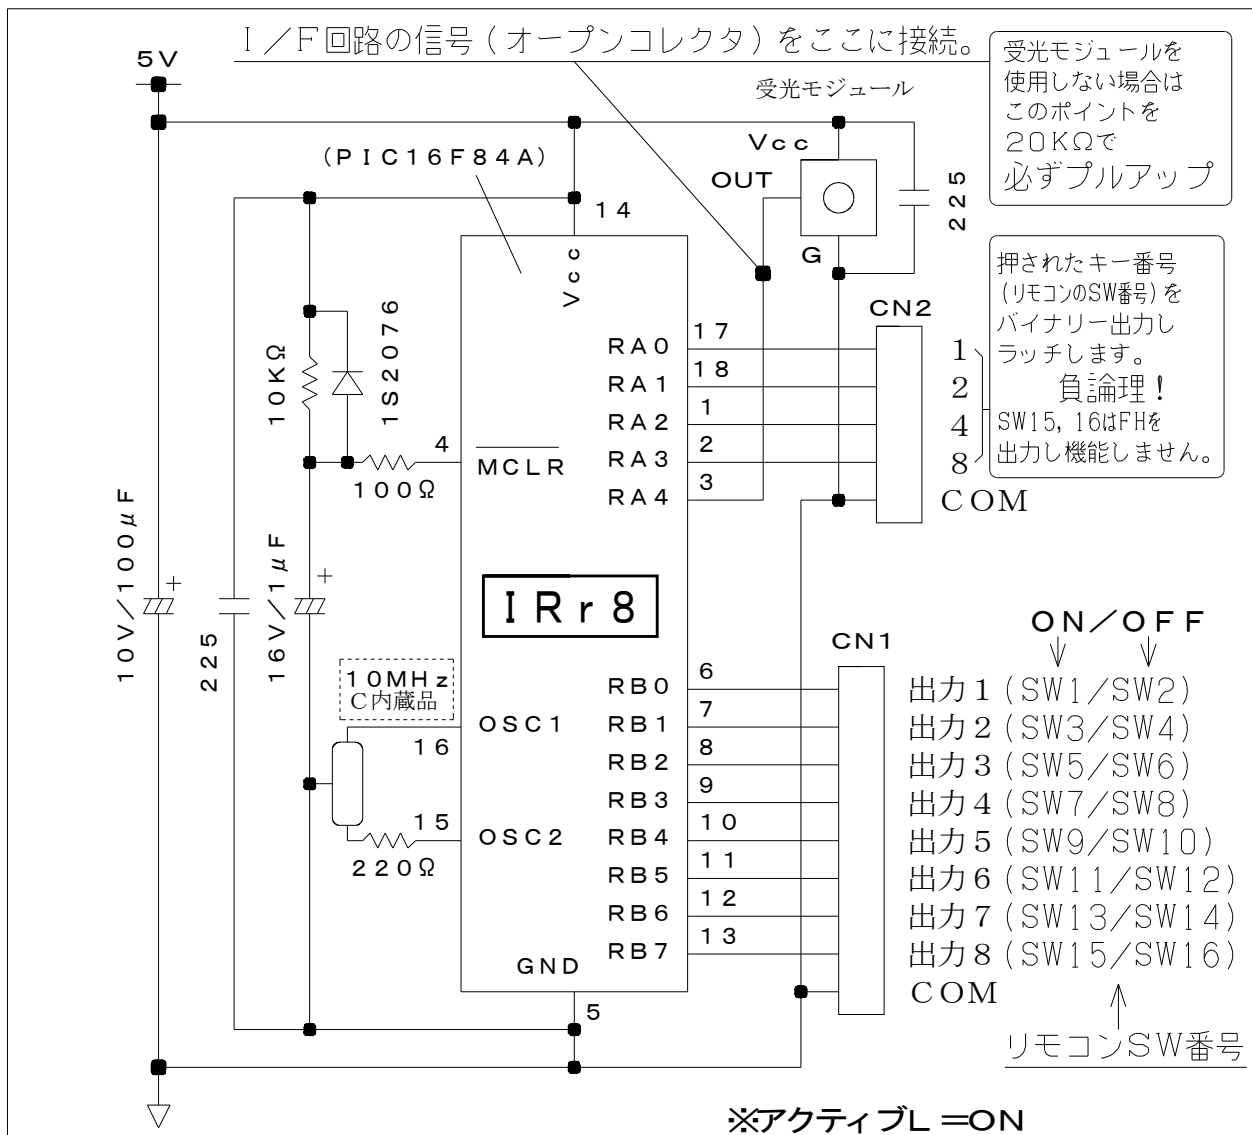 I/F回路の信号(オープンコレクタ)をここに接続。
5V
受光モジュール
受光モジュールを
使用しない場合は
このポイントを
20KΩで
必ずプルアップ
(PIC16F84A)
Vcc
OUT
G
225
14
Vcc
押されたキー番号
(リモコンのSW番号)を
バイナリー出力し
ラッチします。
負論理!
SW15, 16はFHを
出力し機能しません。
CN2
1
2
4
8
COM
10KΩ
1S2076
4
MCLR
100Ω
RA0
17
RA1
18
RA2
1
RA3
2
RA4
3
10V/100μF
+
225
16V/1μF
+
IRr8
10MHz
C内蔵品
OSC1
16
OSC2
15
220Ω
RB0
6
RB1
7
RB2
8
RB3
9
RB4
10
RB5
11
RB6
12
RB7
13
GND
5
CN1
ON/OFF
出力1(SW1/SW2)
出力2(SW3/SW4)
出力3(SW5/SW6)
出力4(SW7/SW8)
出力5(SW9/SW10)
出力6(SW11/SW12)
出力7(SW13/SW14)
出力8(SW15/SW16)
COM
リモコンSW番号
※アクティブL=ON